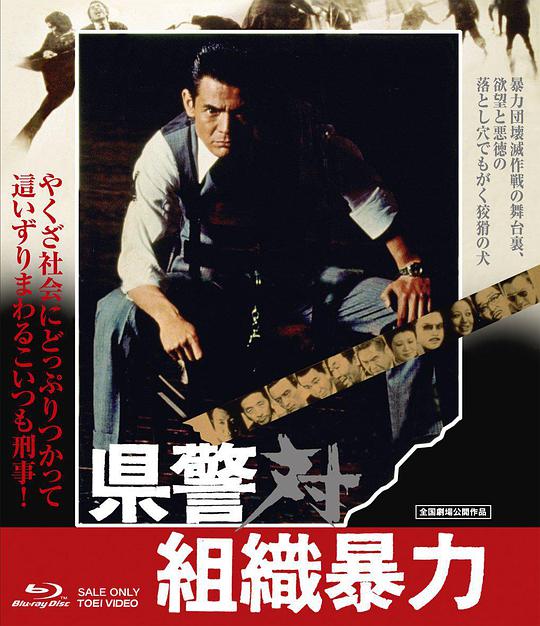 暴力団壊滅作戦の舞台裏、
欲望と悪徳の
落とし穴でもがく狡猾の犬
やくざ社会にどっぷりつかって
這いずりまわるこいつも刑事！
県警対
組織暴力
全国劇場公開作品
Blu-ray Disc™
SALE ONLY
TOEI VIDEO